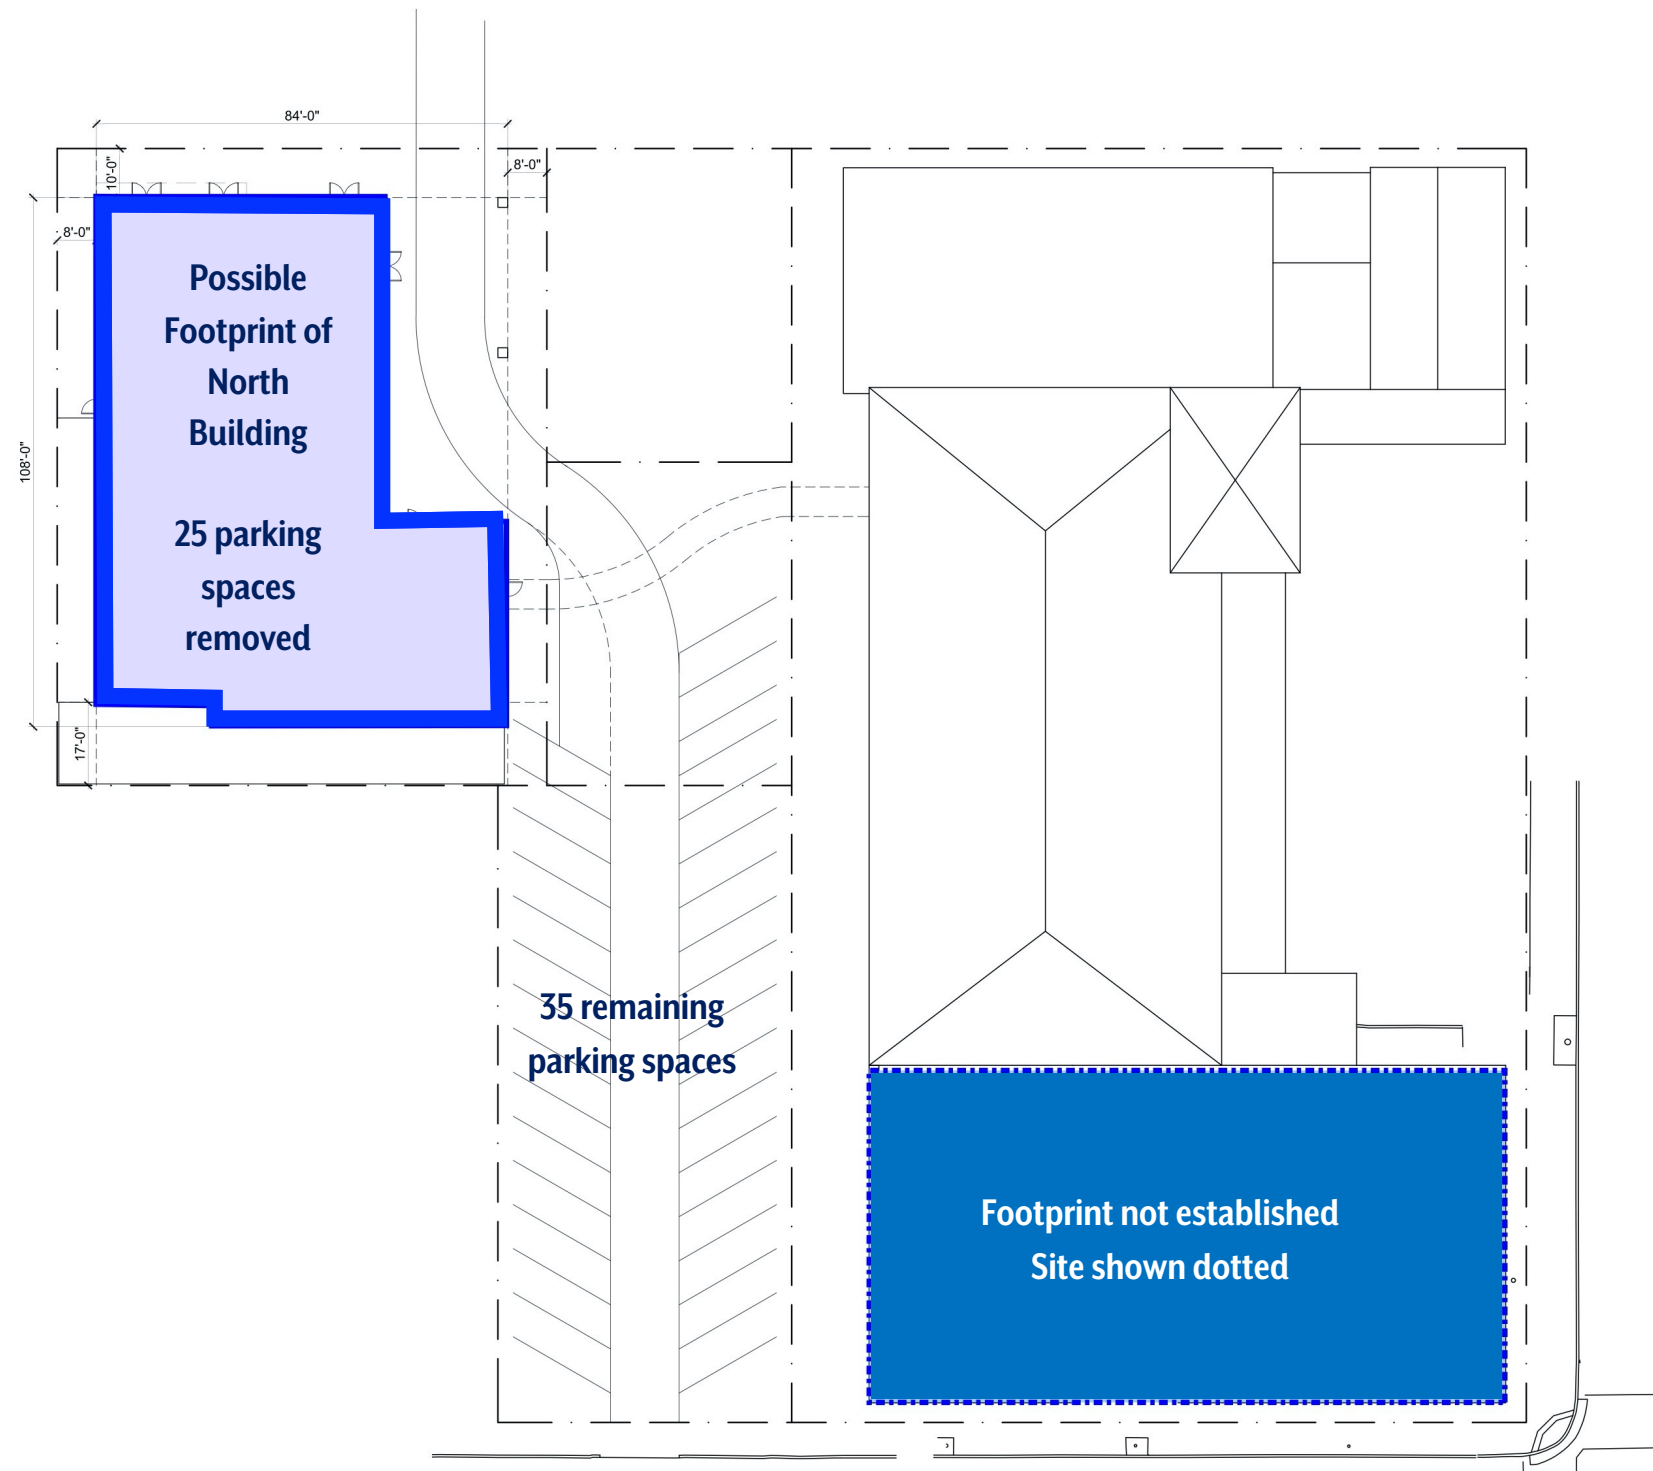 84'-0"
10'-0"
8'-0"
8'-0"
Possible
Footprint of
North
Building
108'-0"
25 parking
spaces
removed
17'-0"
35 remaining
parking spaces
Footprint not established
Site shown dotted